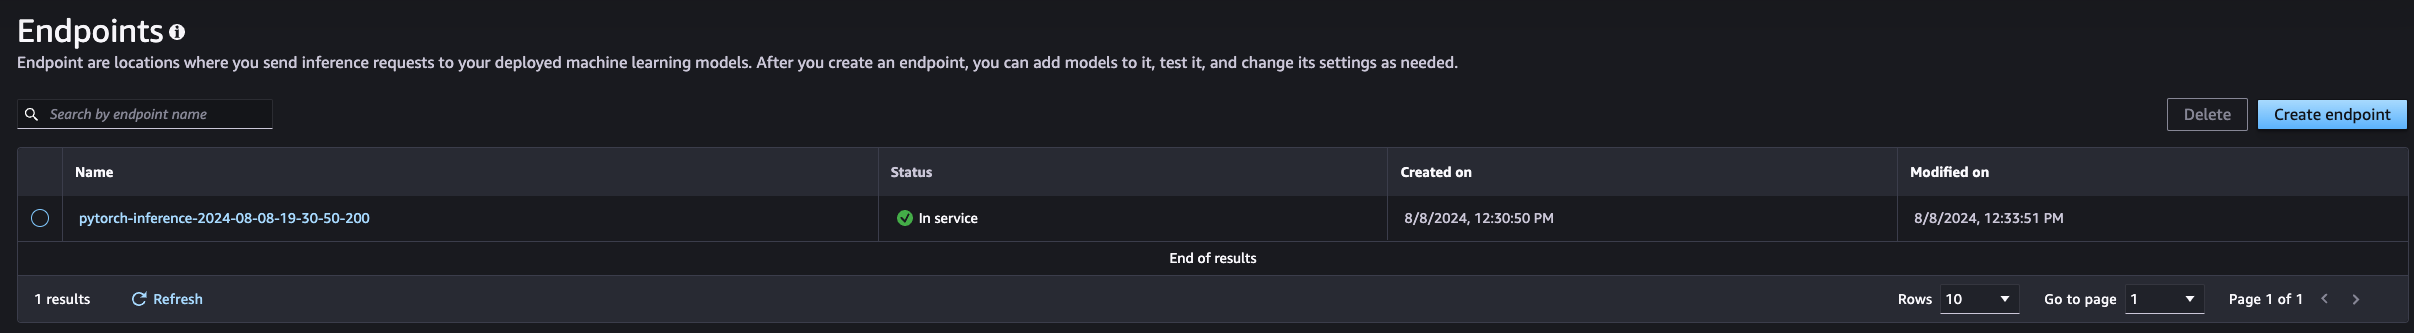 Endpoints
Endpoint are locations where you send inference requests to your deployed machine learning models. After you create an endpoint, you can add models to it, test it, and change its settings as needed.
Search by endpoint name Delete Create endpoint
Name Status Created on Modified on
pytorch-inference-2024-08-08-19-30-50-200 In service 8/8/2024, 12:30:50 PM 8/8/2024, 12:33:51 PM
End of results
1 results Refresh Rows 10 Go to page 1 Page 1 of 1